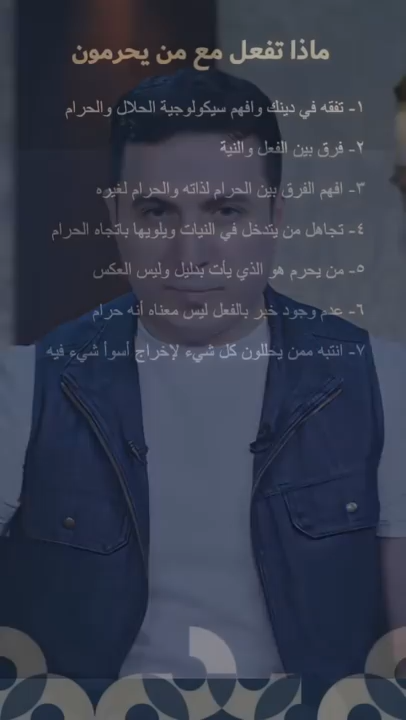 ماذا تفعل مع من يحرمون
١- تفقه في دينك وافهم سيكولوجية الحلال والحرام
٢- فرق بين الفعل والنية
٣- افهم الفرق بين الحرام لذاته والحرام لغيره
٤- تجاهل من يتدخل في النيات ويلويها باتجاه الحرام
٥- من يحرم هو الذي يأت بدليل وليس العكس
٦- عدم وجود خبر بالفعل ليس معناه أنه حرام
٧- انتبه ممن يحللون كل شيء لإخراج أسوأ شيء فيه